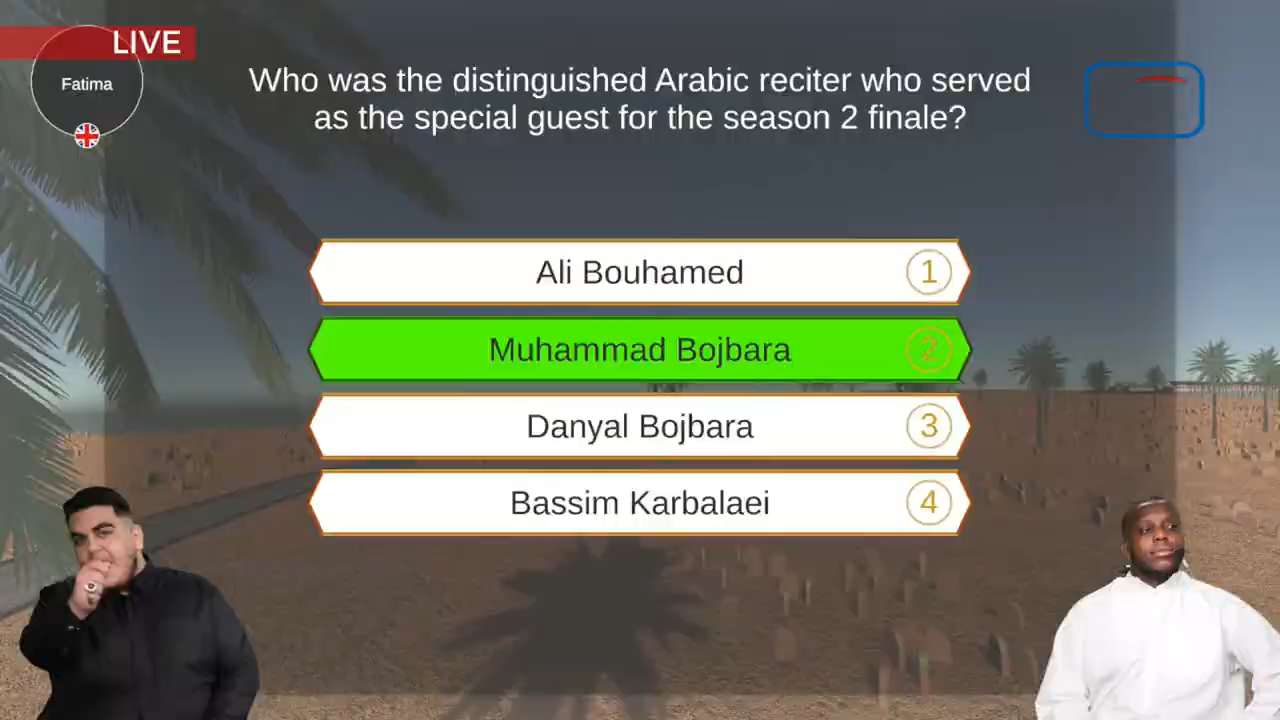 LIVE
Fatima
Who was the distinguished Arabic reciter who served
as the special guest for the season 2 finale?
Ali Bouhamed 1
Muhammad Bojbara 2
Danyal Bojbara 3
Bassim Karbalaei 4